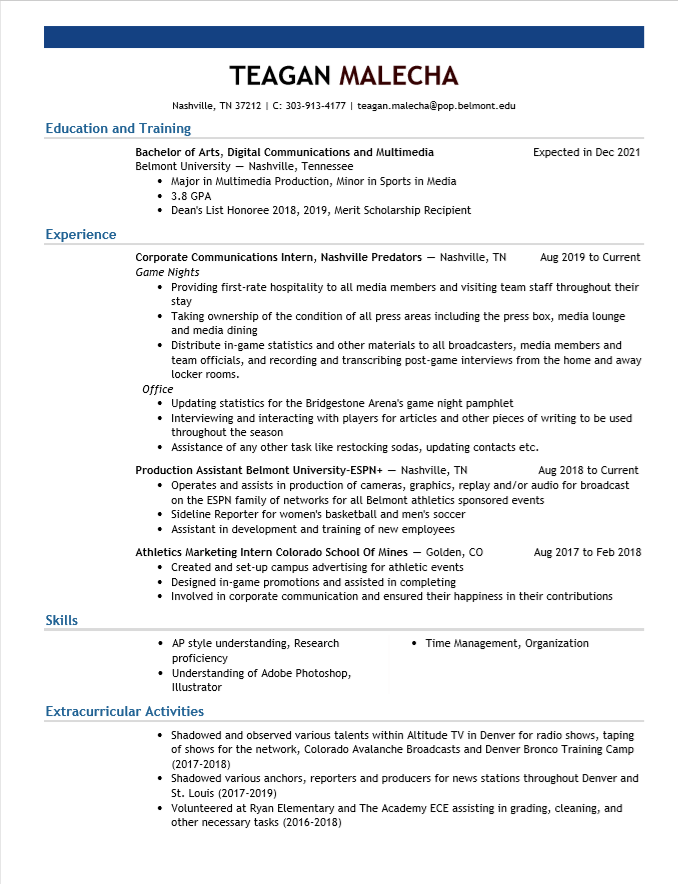 TEAGAN MALECHA
Nashville, TN 37212 | C: 303-913-4177 | teagan.malecha@pop.belmont.edu
Education and Training
Bachelor of Arts, Digital Communications and Multimedia Expected in Dec 2021
Belmont University — Nashville, Tennessee
• Major in Multimedia Production, Minor in Sports in Media
• 3.8 GPA
• Dean's List Honoree 2018, 2019, Merit Scholarship Recipient
Experience
Corporate Communications Intern, Nashville Predators — Nashville, TN Aug 2019 to Current
Game Nights
• Providing first-rate hospitality to all media members and visiting team staff throughout their
stay
• Taking ownership of the condition of all press areas including the press box, media lounge
and media dining
• Distribute in-game statistics and other materials to all broadcasters, media members and
team officials, and recording and transcribing post-game interviews from the home and away
locker rooms.
Office
• Updating statistics for the Bridgestone Arena's game night pamphlet
• Interviewing and interacting with players for articles and other pieces of writing to be used
throughout the season
• Assistance of any other task like restocking sodas, updating contacts etc.
Production Assistant Belmont University-ESPN+ — Nashville, TN Aug 2018 to Current
• Operates and assists in production of cameras, graphics, replay and/or audio for broadcast
on the ESPN family of networks for all Belmont athletics sponsored events
• Sideline Reporter for women's basketball and men's soccer
• Assistant in development and training of new employees
Athletics Marketing Intern Colorado School Of Mines — Golden, CO Aug 2017 to Feb 2018
• Created and set-up campus advertising for athletic events
• Designed in-game promotions and assisted in completing
• Involved in corporate communication and ensured their happiness in their contributions
Skills
• AP style understanding, Research
proficiency
• Understanding of Adobe Photoshop,
Illustrator
• Time Management, Organization
Extracurricular Activities
• Shadowed and observed various talents within Altitude TV in Denver for radio shows, taping
of shows for the network, Colorado Avalanche Broadcasts and Denver Bronco Training Camp
(2017-2018)
• Shadowed various anchors, reporters and producers for news stations throughout Denver and
St. Louis (2017-2019)
• Volunteered at Ryan Elementary and The Academy ECE assisting in grading, cleaning, and
other necessary tasks (2016-2018)